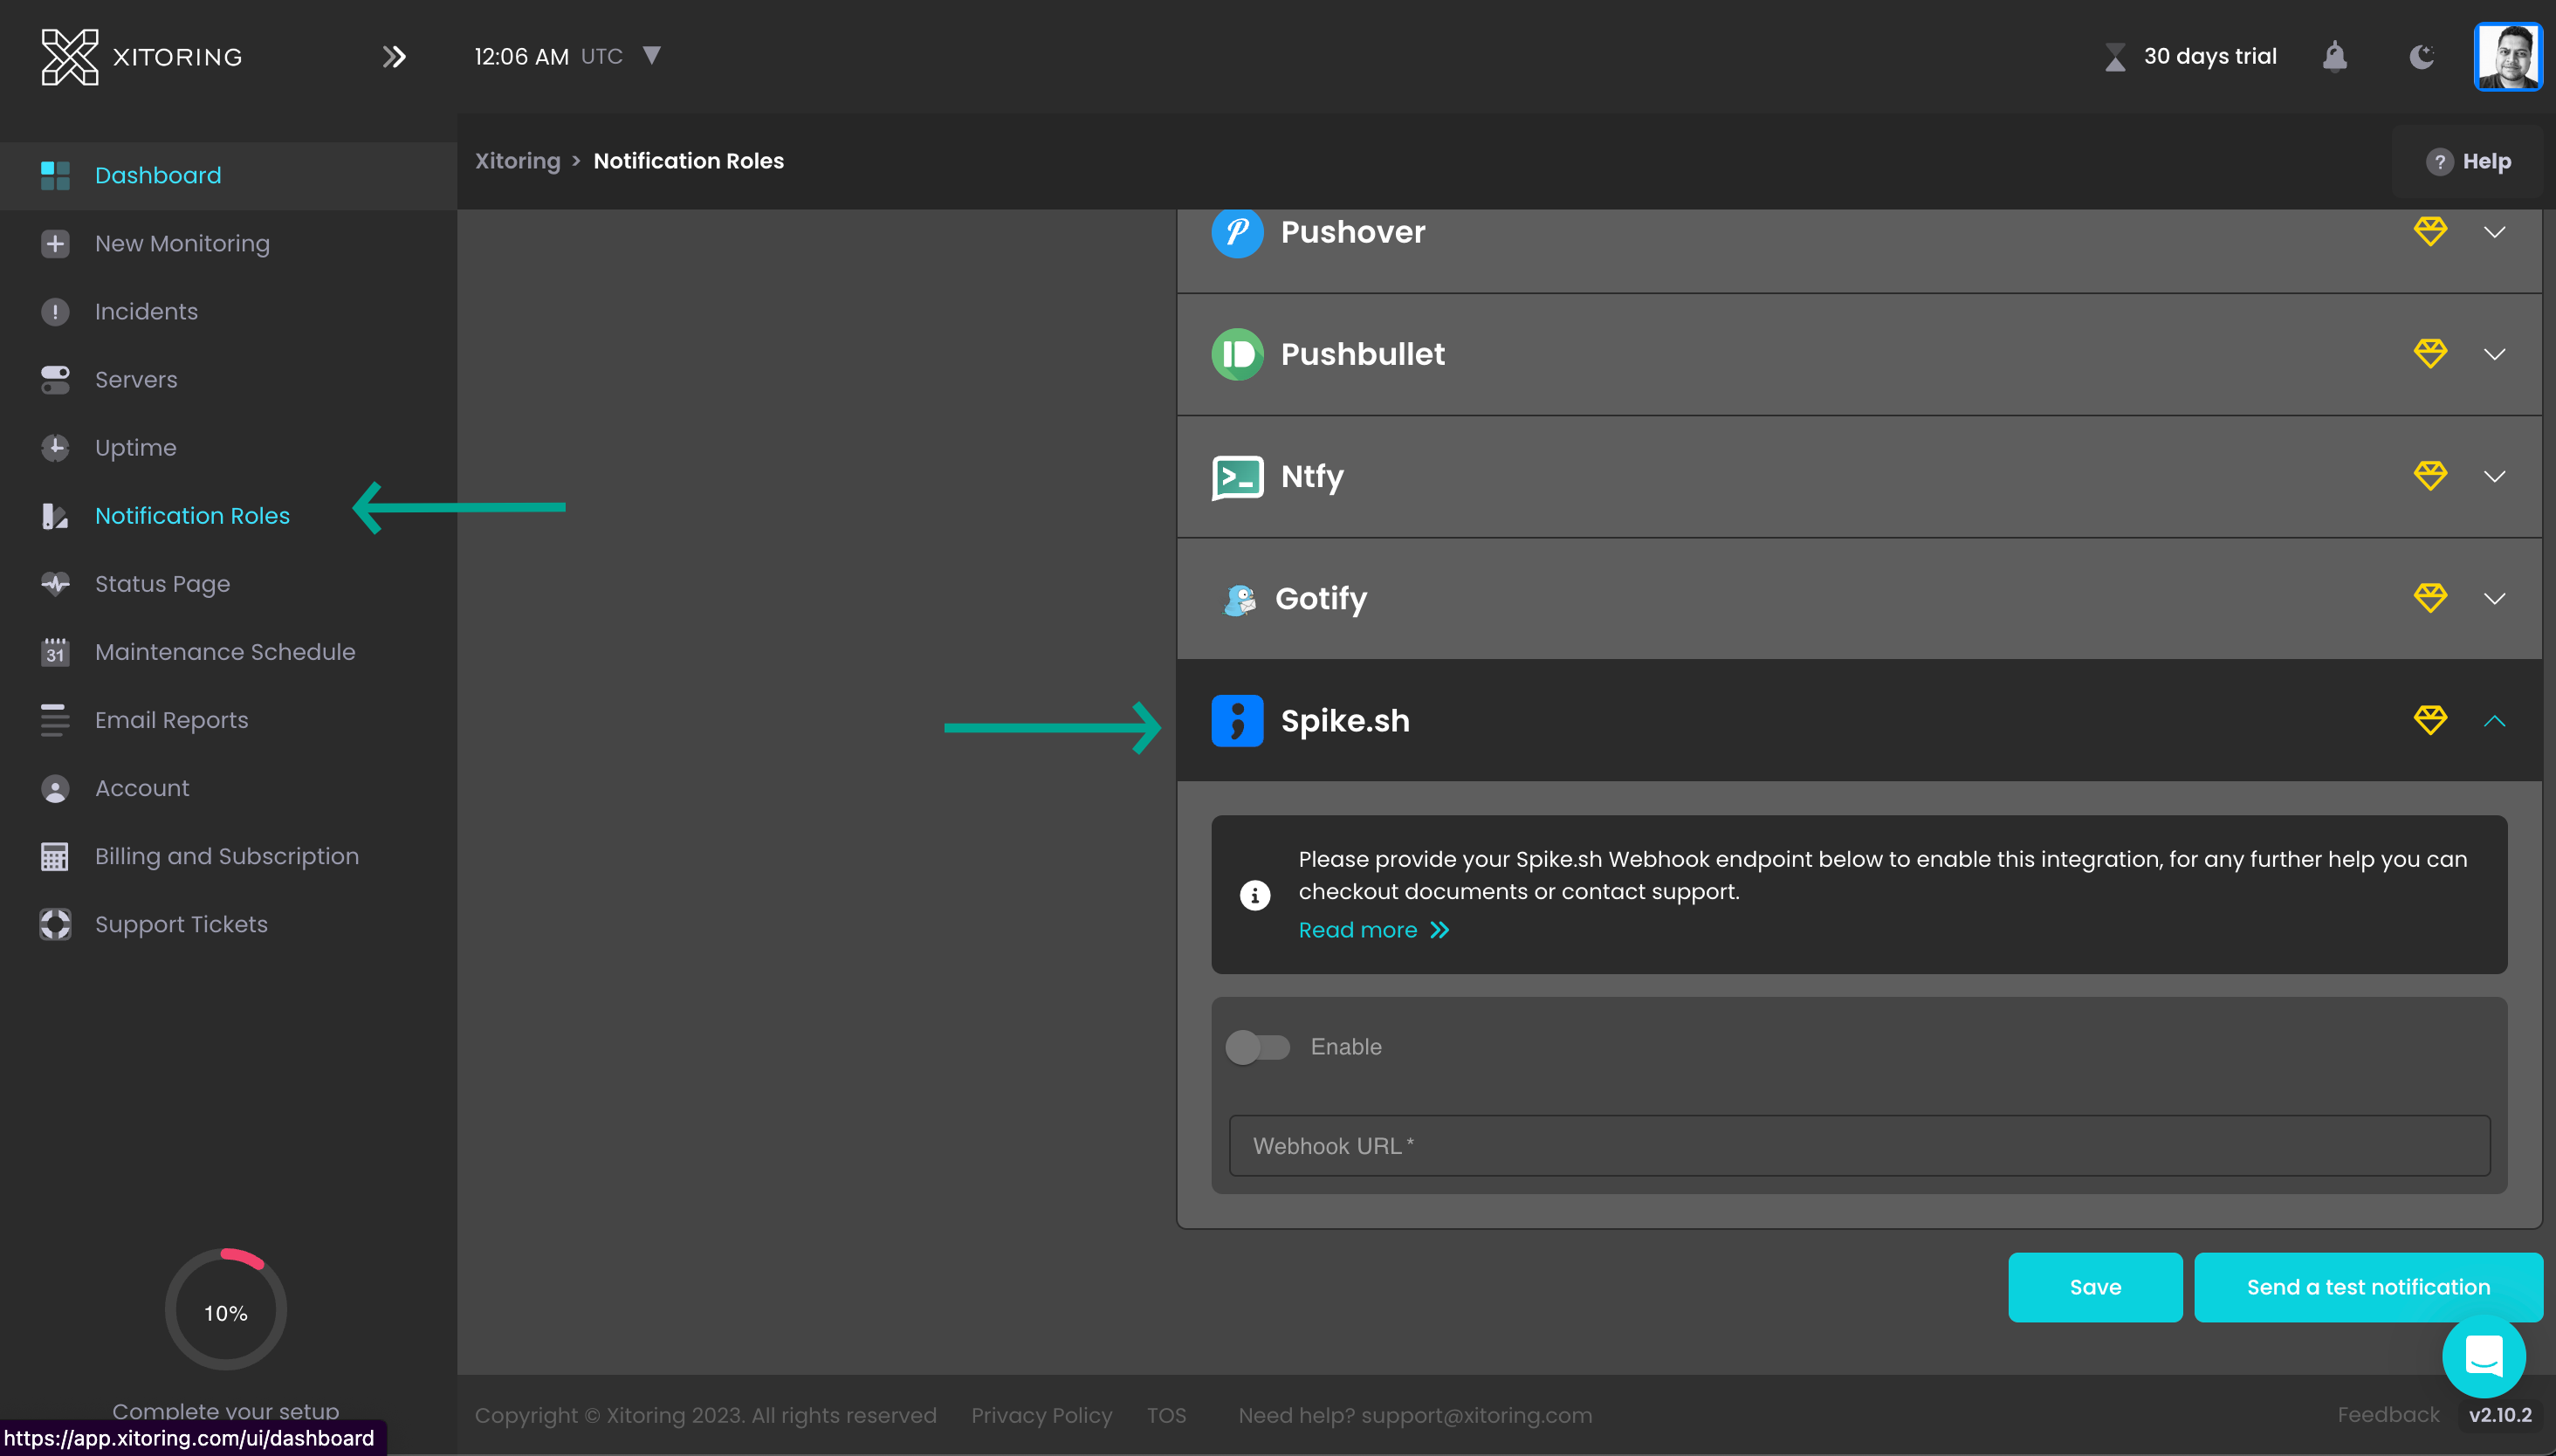 XITORING
12:06 AM UTC
30 days trial
Xitoring > Notification Roles
? Help
Dashboard
New Monitoring
Incidents
Servers
Uptime
Notification Roles
Status Page
31 Maintenance Schedule
Email Reports
Account
Billing and Subscription
Support Tickets
10%
Complete your setup
https://app.xitoring.com/ui/dashboard
Pushover
Pushbullet
Ntfy
Gotify
Spike.sh
Please provide your Spike.sh Webhook endpoint below to enable this integration, for any further help you can
checkout documents or contact support.
Read more
Enable
Webhook URL *
Save
Send a test notification
Copyright © Xitoring 2023. All rights reserved
Privacy Policy
TOS
Need help? support@xitoring.com
Feedback
v2.10.2